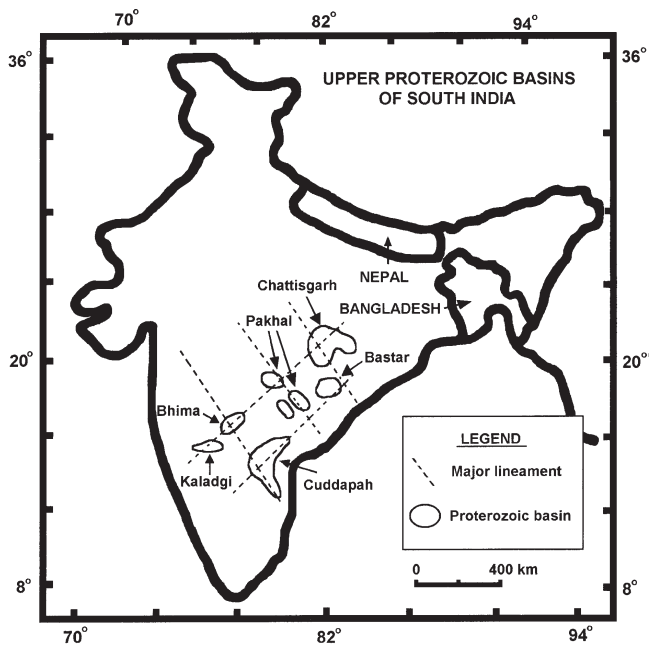 70° 82° 94°
36° 36°
UPPER PROTEROZOIC BASINS
OF SOUTH INDIA
NEPAL
Chattisgarh
BANGLADESH
Pakhal
20° 20°
Bastar
Bhima
LEGEND
Major lineament
Kaladgi
Cuddapah
Proterozoic basin
0 400 km
8° 8°
70° 82° 94°